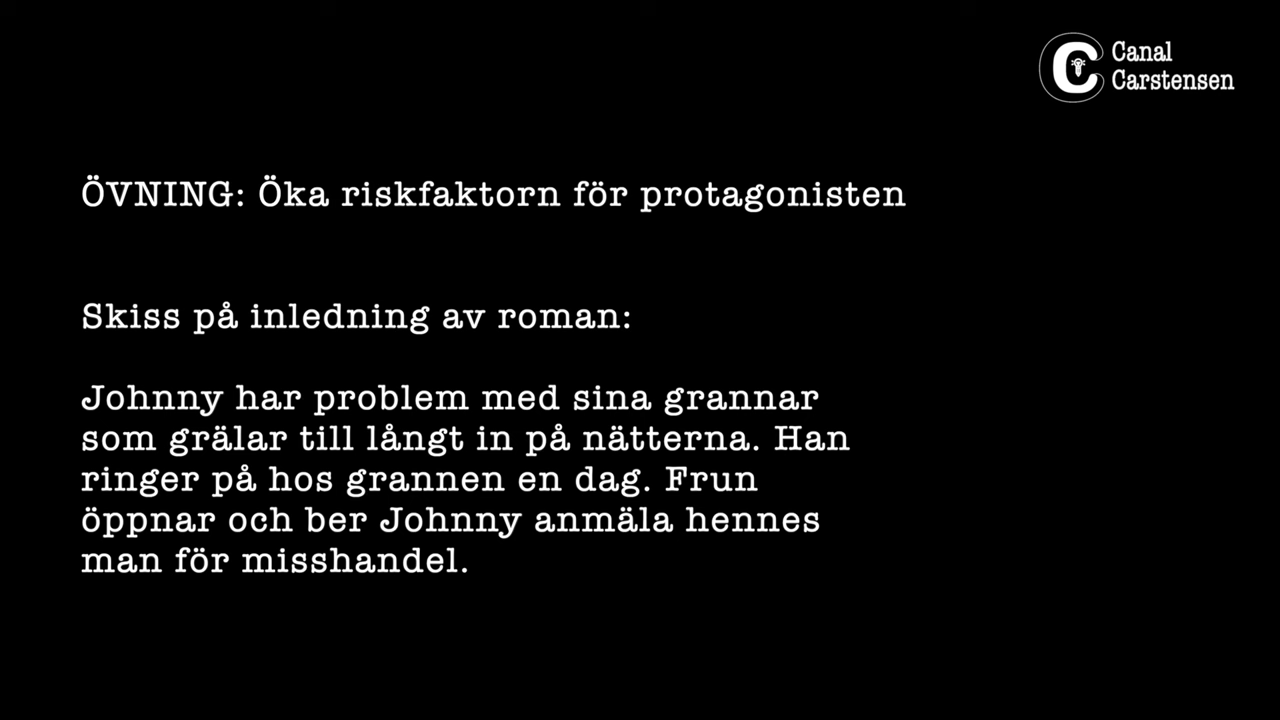 Canal
Carstensen
ÖVNING: Öka riskfaktorn för protagonisten
Skiss på inledning av roman:
Johnny har problem med sina grannar
som grälar till långt in på nätterna. Han
ringer på hos grannen en dag. Frun
öppnar och ber Johnny anmäla hennes
man för misshandel.